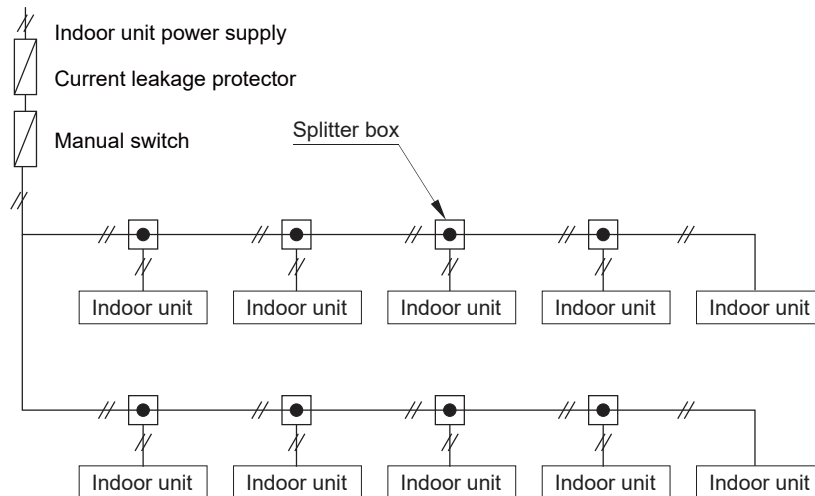 Indoor unit power supply
Current leakage protector
Manual switch
Splitter box
Indoor unit
Indoor unit
Indoor unit
Indoor unit
Indoor unit
Indoor unit
Indoor unit
Indoor unit
Indoor unit
Indoor unit